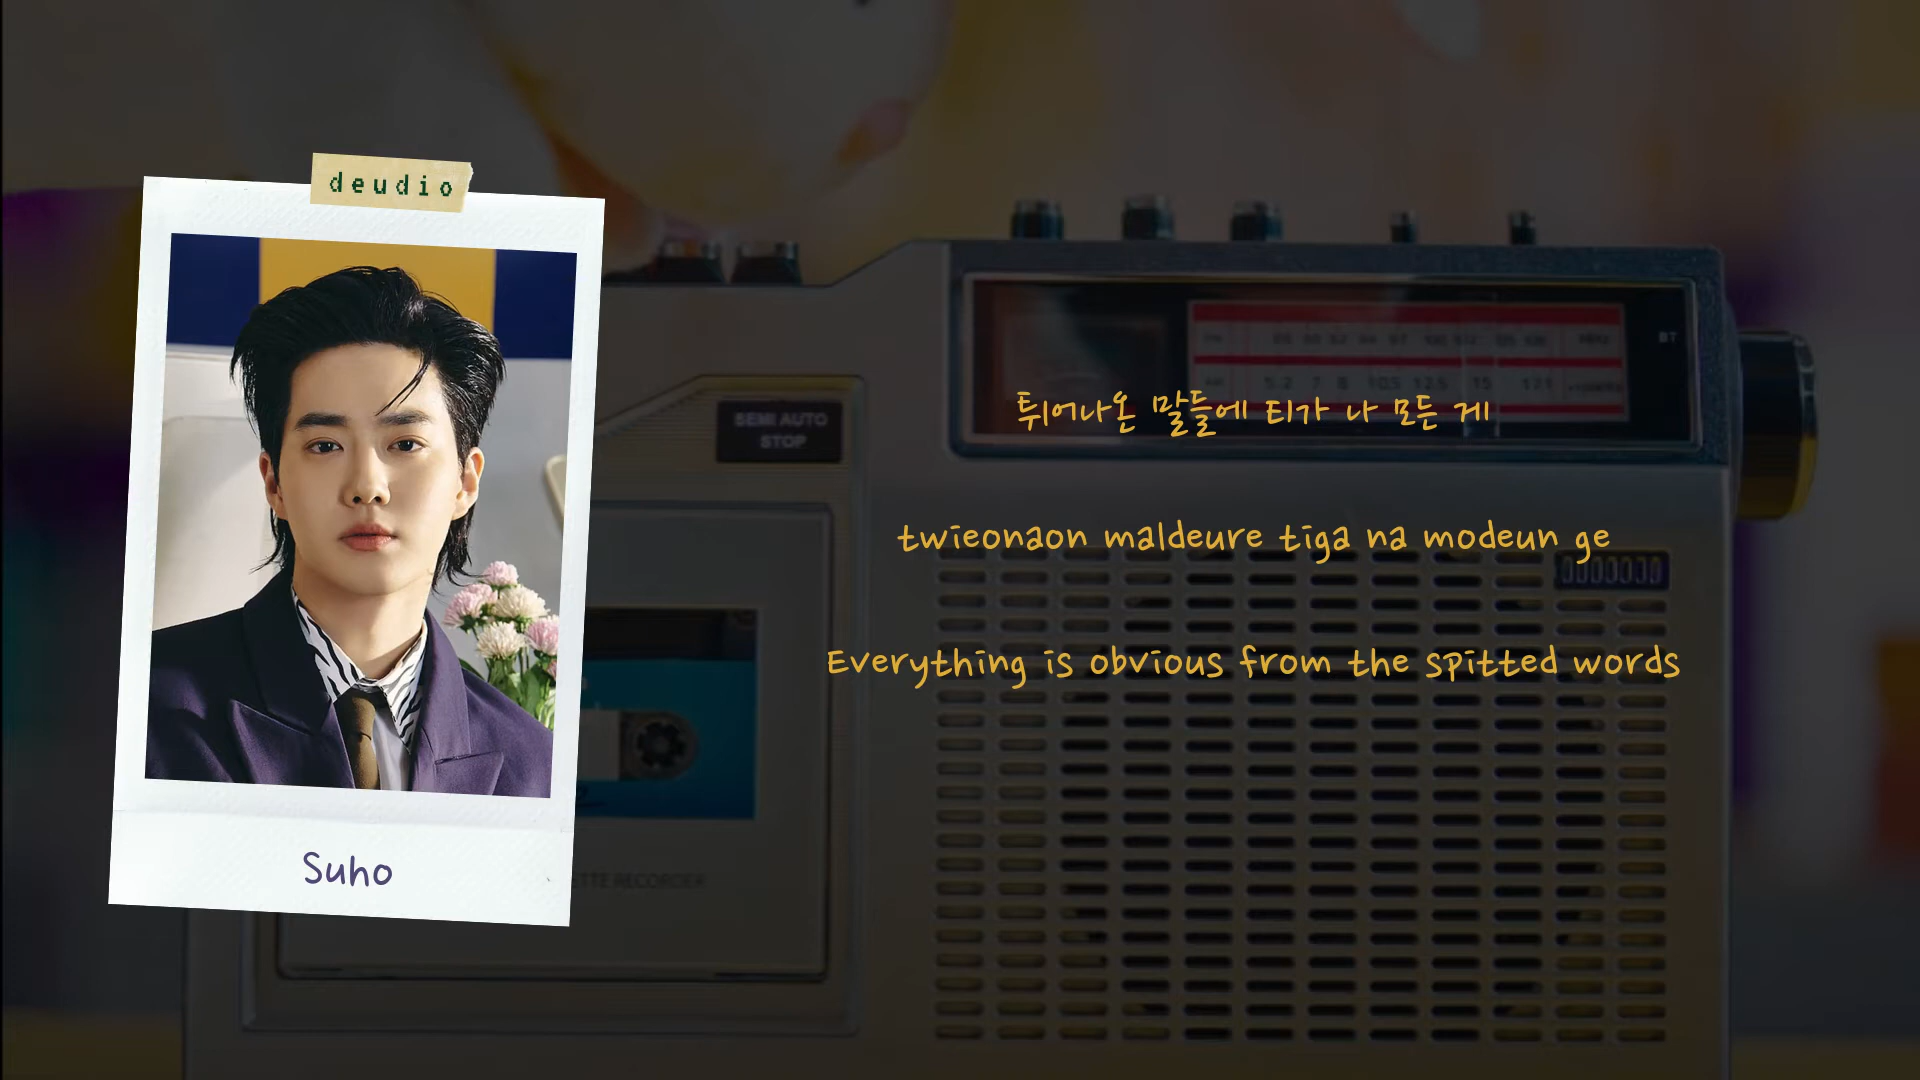 deudio
Suho
튀어나온 말들에 티가 나 모든 게
twieonaon maldeure tiga na modeun ge
Everything is obvious from the spitted words
SEMI AUTO
STOP
BT